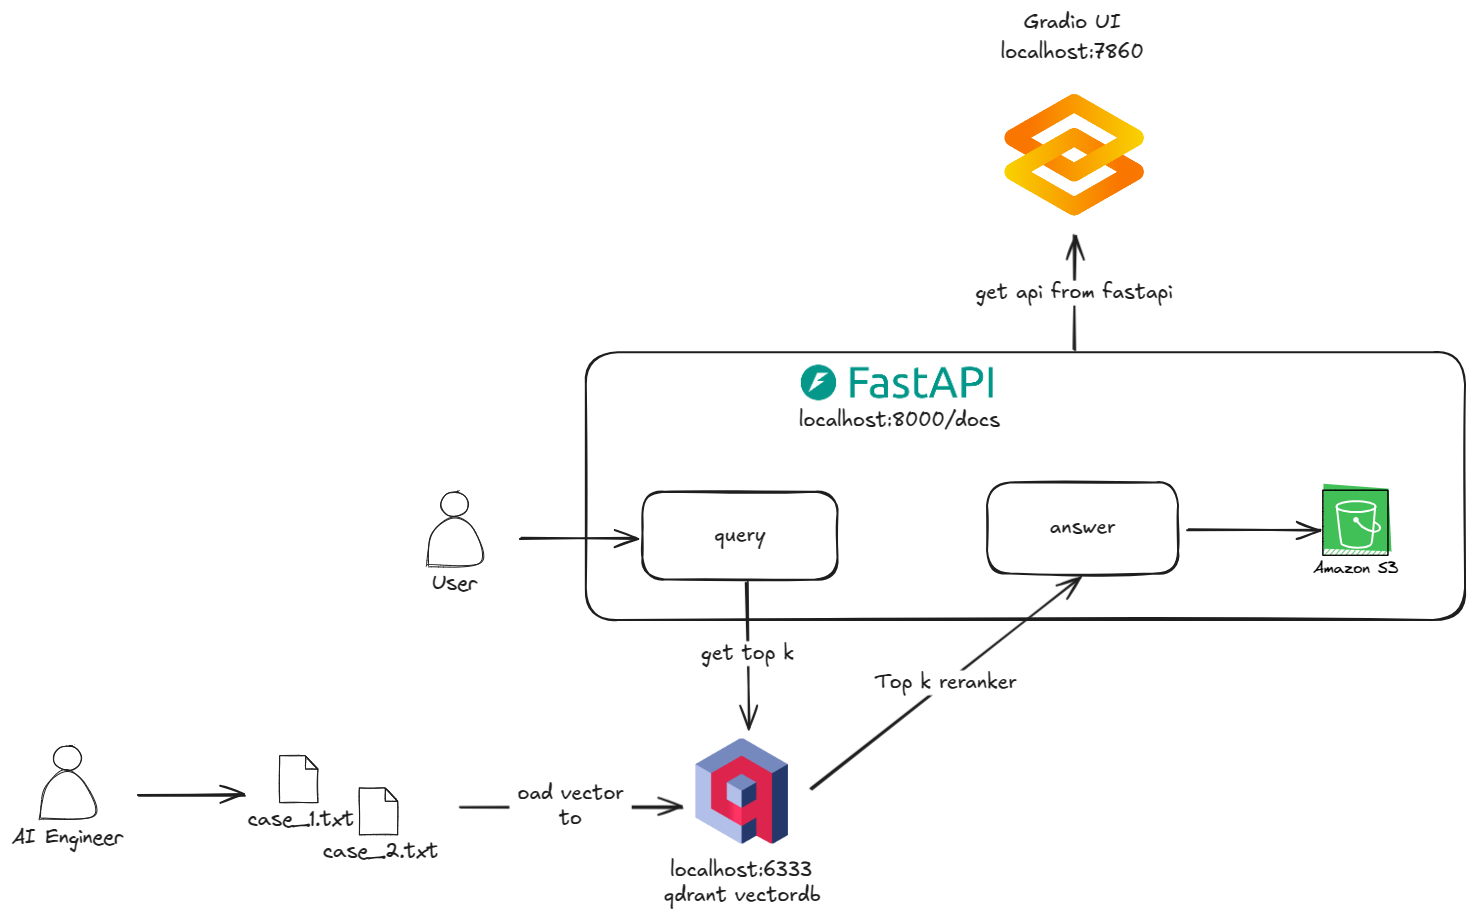 Gradio UI
localhost:7860
get api from fastapi
FastAPI
localhost:8000/docs
query
answer
User
Amazon S3
get top k
Top k reranker
oad vector
to
AI Engineer
case_1.txt
case_2.txt
localhost:6333
qdrant vectordb